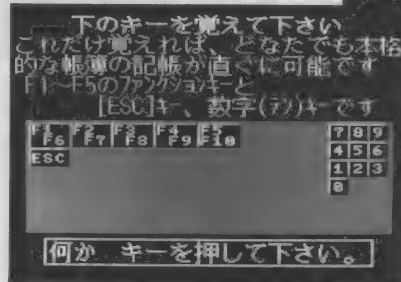 下のキーを覚えて下さい
これだけ覚えれば、どなたでも本格
的な帳簿の記帳が直ぐに可能です
F1～F5のファンクションキーと
[ESC]キー、数字(テンｼ)キーです
F1 F2 F3 F4 F5
F6 F7 F8 F9 F10
ESC
7 8 9
4 5 6
1 2 3
0
何か キーを押して下さい。